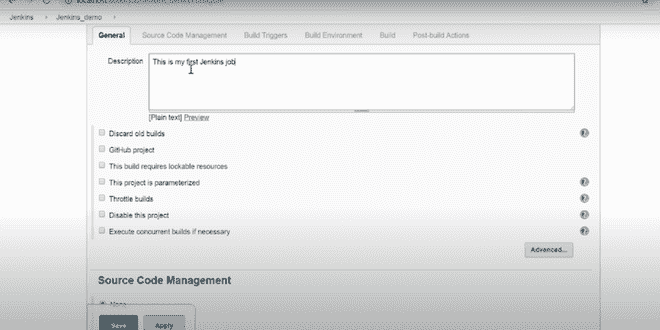 Jenkins > Jenkins_demo >
General Source Code Management Build Triggers Build Environment Build Post-build Actions
Description This is my first Jenkins job
[Plain text] Preview
Discard old builds
GitHub project
This build requires lockable resources
This project is parameterized
Throttle builds
Disable this project
Execute concurrent builds if necessary
Advanced...
Source Code Management
None
Save Apply